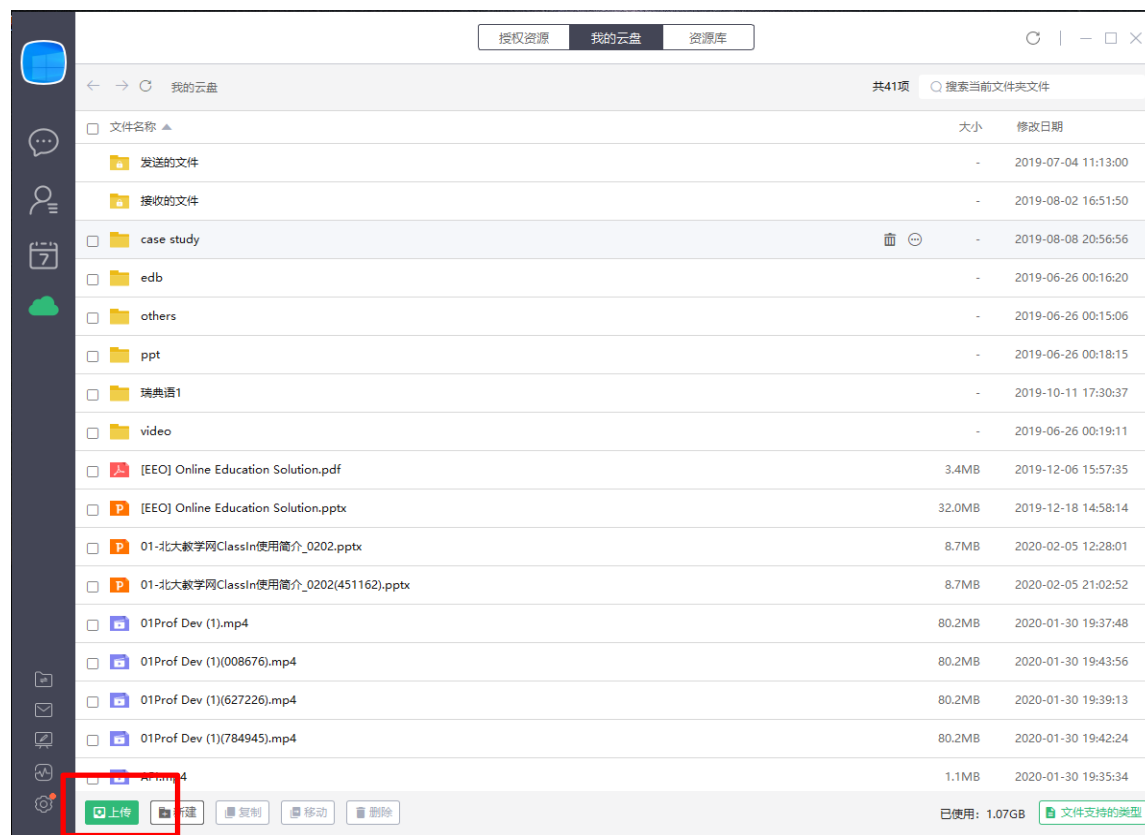 授权资源 我的云盘 资源库
我的云盘 共41项 搜索当前文件夹文件
文件名称 大小 修改日期
发送的文件 - 2019-07-04 11:13:00
接收的文件 - 2019-08-02 16:51:50
case study - 2019-08-08 20:56:56
7
edb - 2019-06-26 00:16:20
others - 2019-06-26 00:15:06
ppt - 2019-06-26 00:18:15
瑞典语1 - 2019-10-11 17:30:37
video - 2019-06-26 00:19:11
[EEO] Online Education Solution.pdf 3.4MB 2019-12-06 15:57:35
[EEO] Online Education Solution.pptx 32.0MB 2019-12-18 14:58:14
01-北大教学网ClassIn使用简介_0202.pptx 8.7MB 2020-02-05 12:28:01
01-北大教学网ClassIn使用简介_0202(451162).pptx 8.7MB 2020-02-05 21:02:52
01Prof Dev (1).mp4 80.2MB 2020-01-30 19:37:48
01Prof Dev (1)(008676).mp4 80.2MB 2020-01-30 19:43:56
01Prof Dev (1)(627226).mp4 80.2MB 2020-01-30 19:39:13
01Prof Dev (1)(784945).mp4 80.2MB 2020-01-30 19:42:24
API.mp4 1.1MB 2020-01-30 19:35:34
上传 新建 复制 移动 删除 已使用: 1.07GB 文件支持的类型